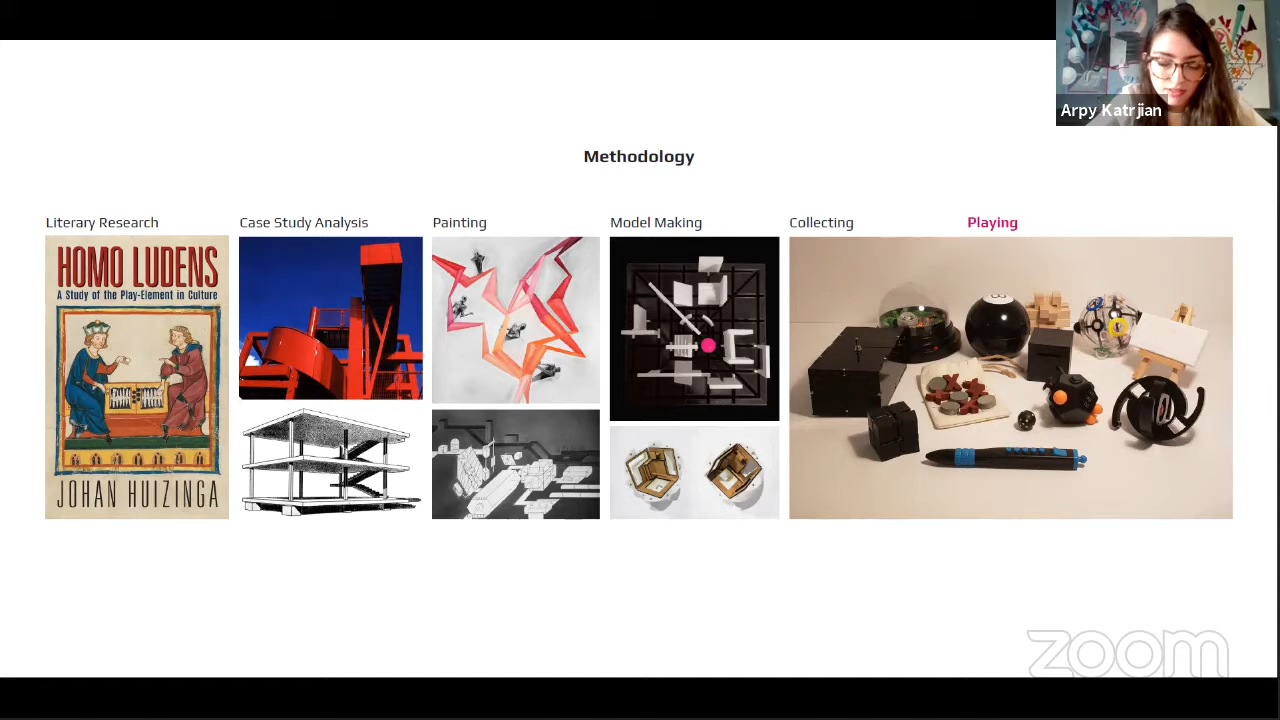 Arpy Katrjian
Methodology
Literary Research
Case Study Analysis
Painting
Model Making
Collecting
Playing
HOMO LUDENS
A Study of the Play-Element in Culture
JOHAN HUIZINGA
8
zoom